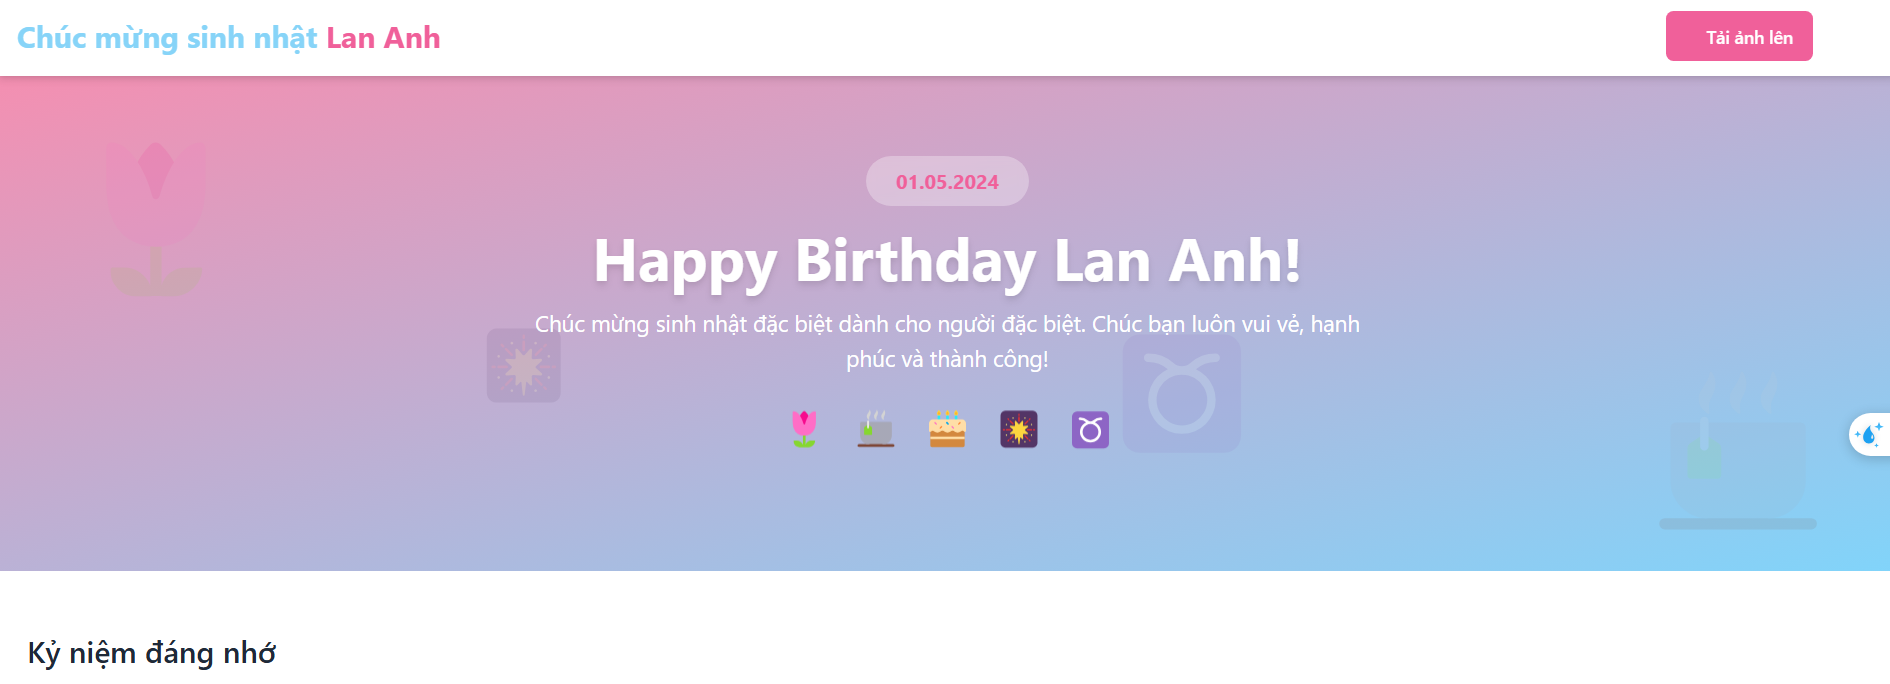 Chúc mừng sinh nhật Lan Anh
Tải ảnh lên
01.05.2024
Happy Birthday Lan Anh!
Chúc mừng sinh nhật đặc biệt dành cho người đặc biệt. Chúc bạn luôn vui vẻ, hạnh
phúc và thành công!
Kỷ niệm đáng nhớ